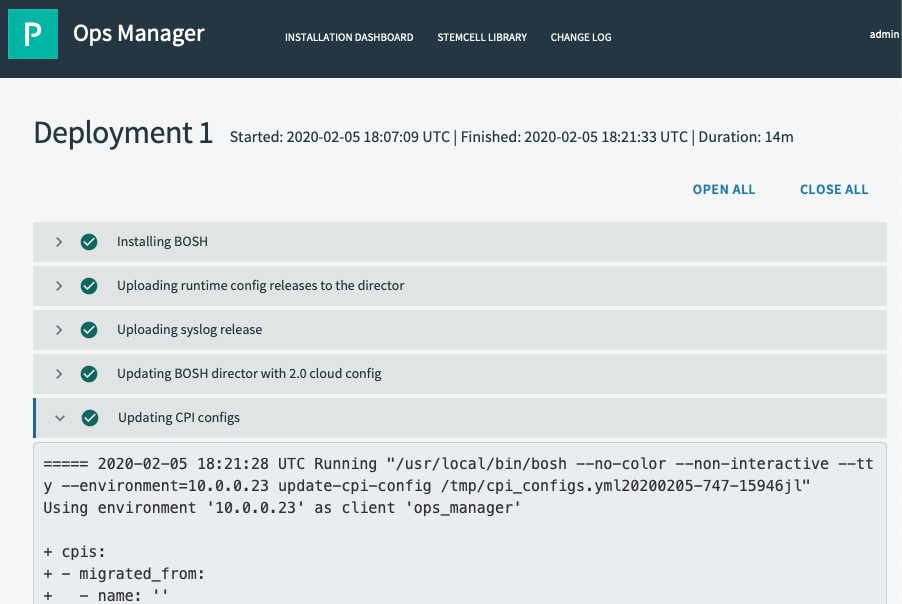 P
Ops Manager
INSTALLATION DASHBOARD
STEMCELL LIBRARY
CHANGE LOG
admin
Deployment 1
Started: 2020-02-05 18:07:09 UTC | Finished: 2020-02-05 18:21:33 UTC | Duration: 14m
OPEN ALL
CLOSE ALL
Installing BOSH
Uploading runtime config releases to the director
Uploading syslog release
Updating BOSH director with 2.0 cloud config
Updating CPI configs
===== 2020-02-05 18:21:28 UTC Running "/usr/local/bin/bosh --no-color --non-interactive --tt
y --environment=10.0.0.23 update-cpi-config /tmp/cpi_configs.yml20200205-747-15946jl"
Using environment '10.0.0.23' as client 'ops_manager'
+ cpis:
+ - migrated_from:
+   - name: ''